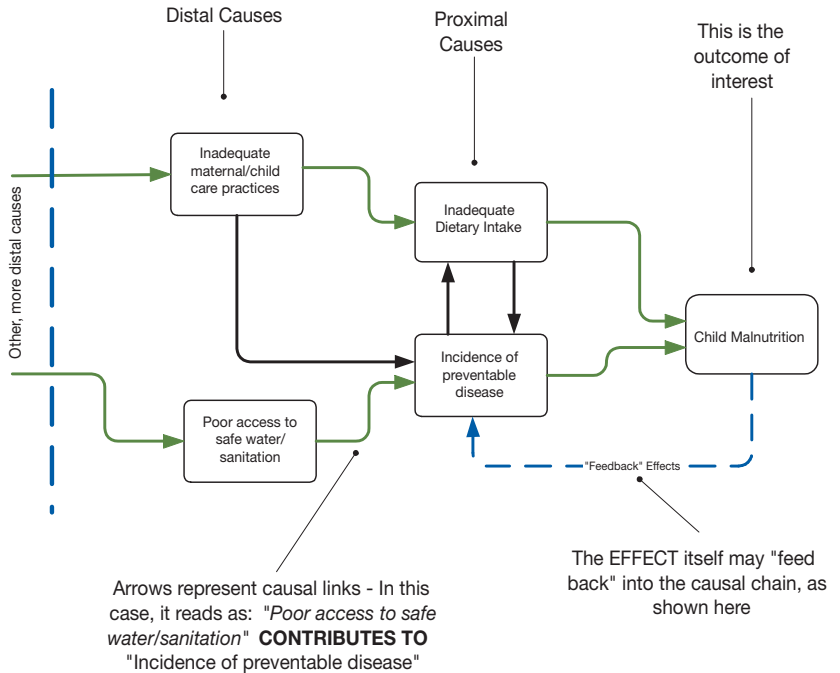 Distal Causes
Proximal
Causes
This is the
outcome of
interest
Other, more distal causes
Inadequate
maternal/child
care practices
Inadequate
Dietary Intake
Child Malnutrition
Incidence of
preventable
disease
Poor access to
safe water/
sanitation
"Feedback" Effects
Arrows represent causal links - In this
case, it reads as: "Poor access to safe
water/sanitation" CONTRIBUTES TO
"Incidence of preventable disease"
The EFFECT itself may "feed
back" into the causal chain, as
shown here